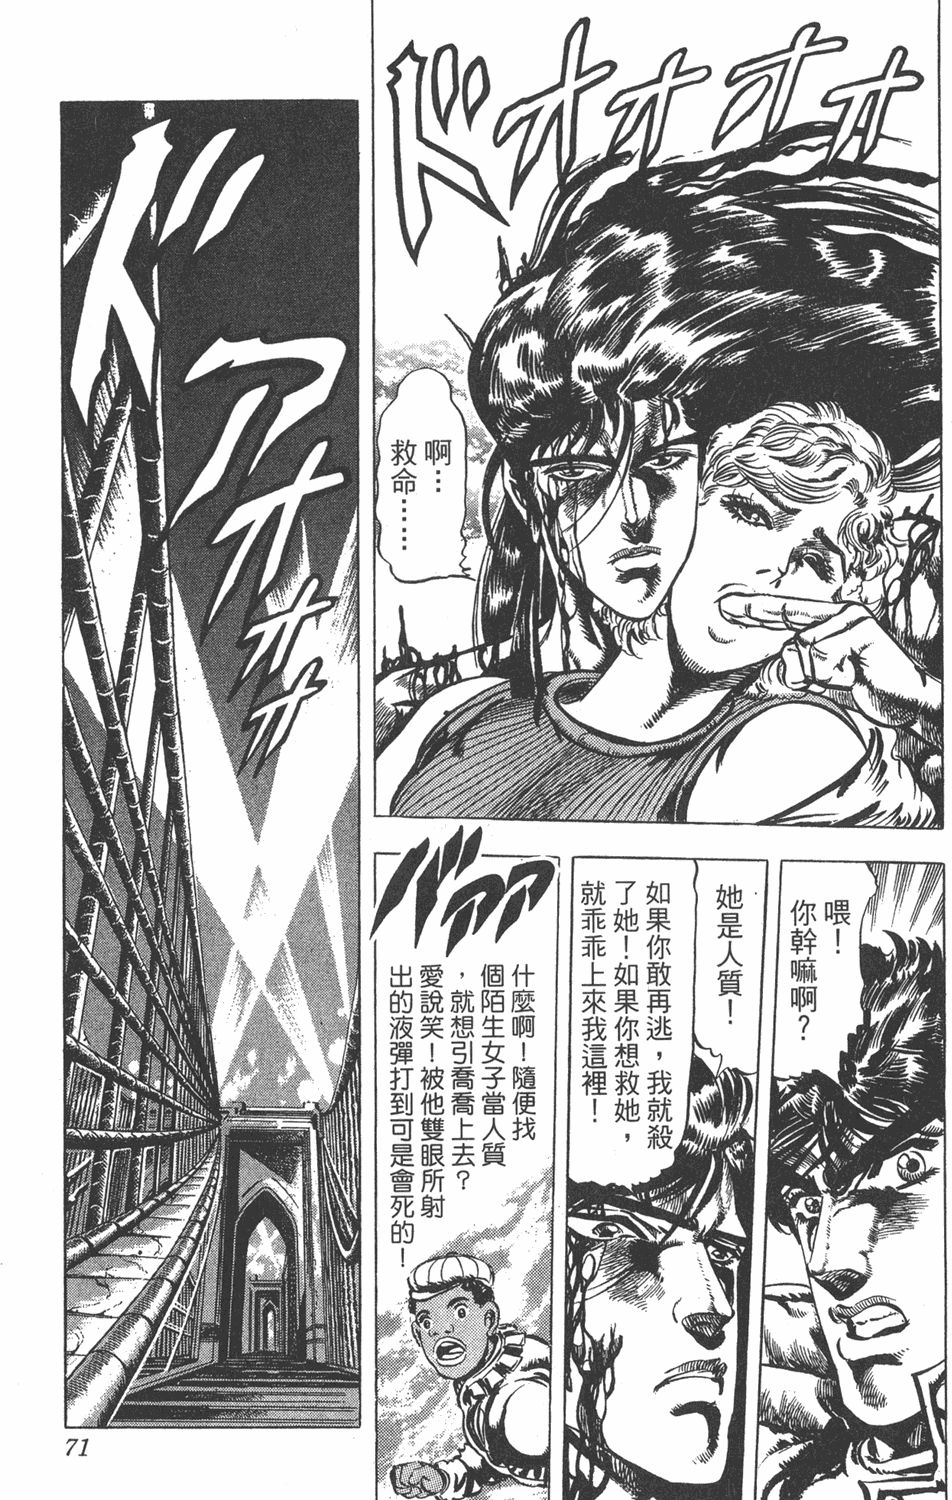 ドオオオオ
啊⋯
救命⋯⋯
喂！
你幹嘛啊？
她是人質！
如果你敢再逃，我就殺
了她！如果你想救她，
就乖乖上來我這裡！
バアア
什麼啊！隨便找
個陌生女子當人質
，就想引喬喬上去？
愛說笑！被他雙眼所射
出的液彈打到可是會死的！
ドアオオオオ
71